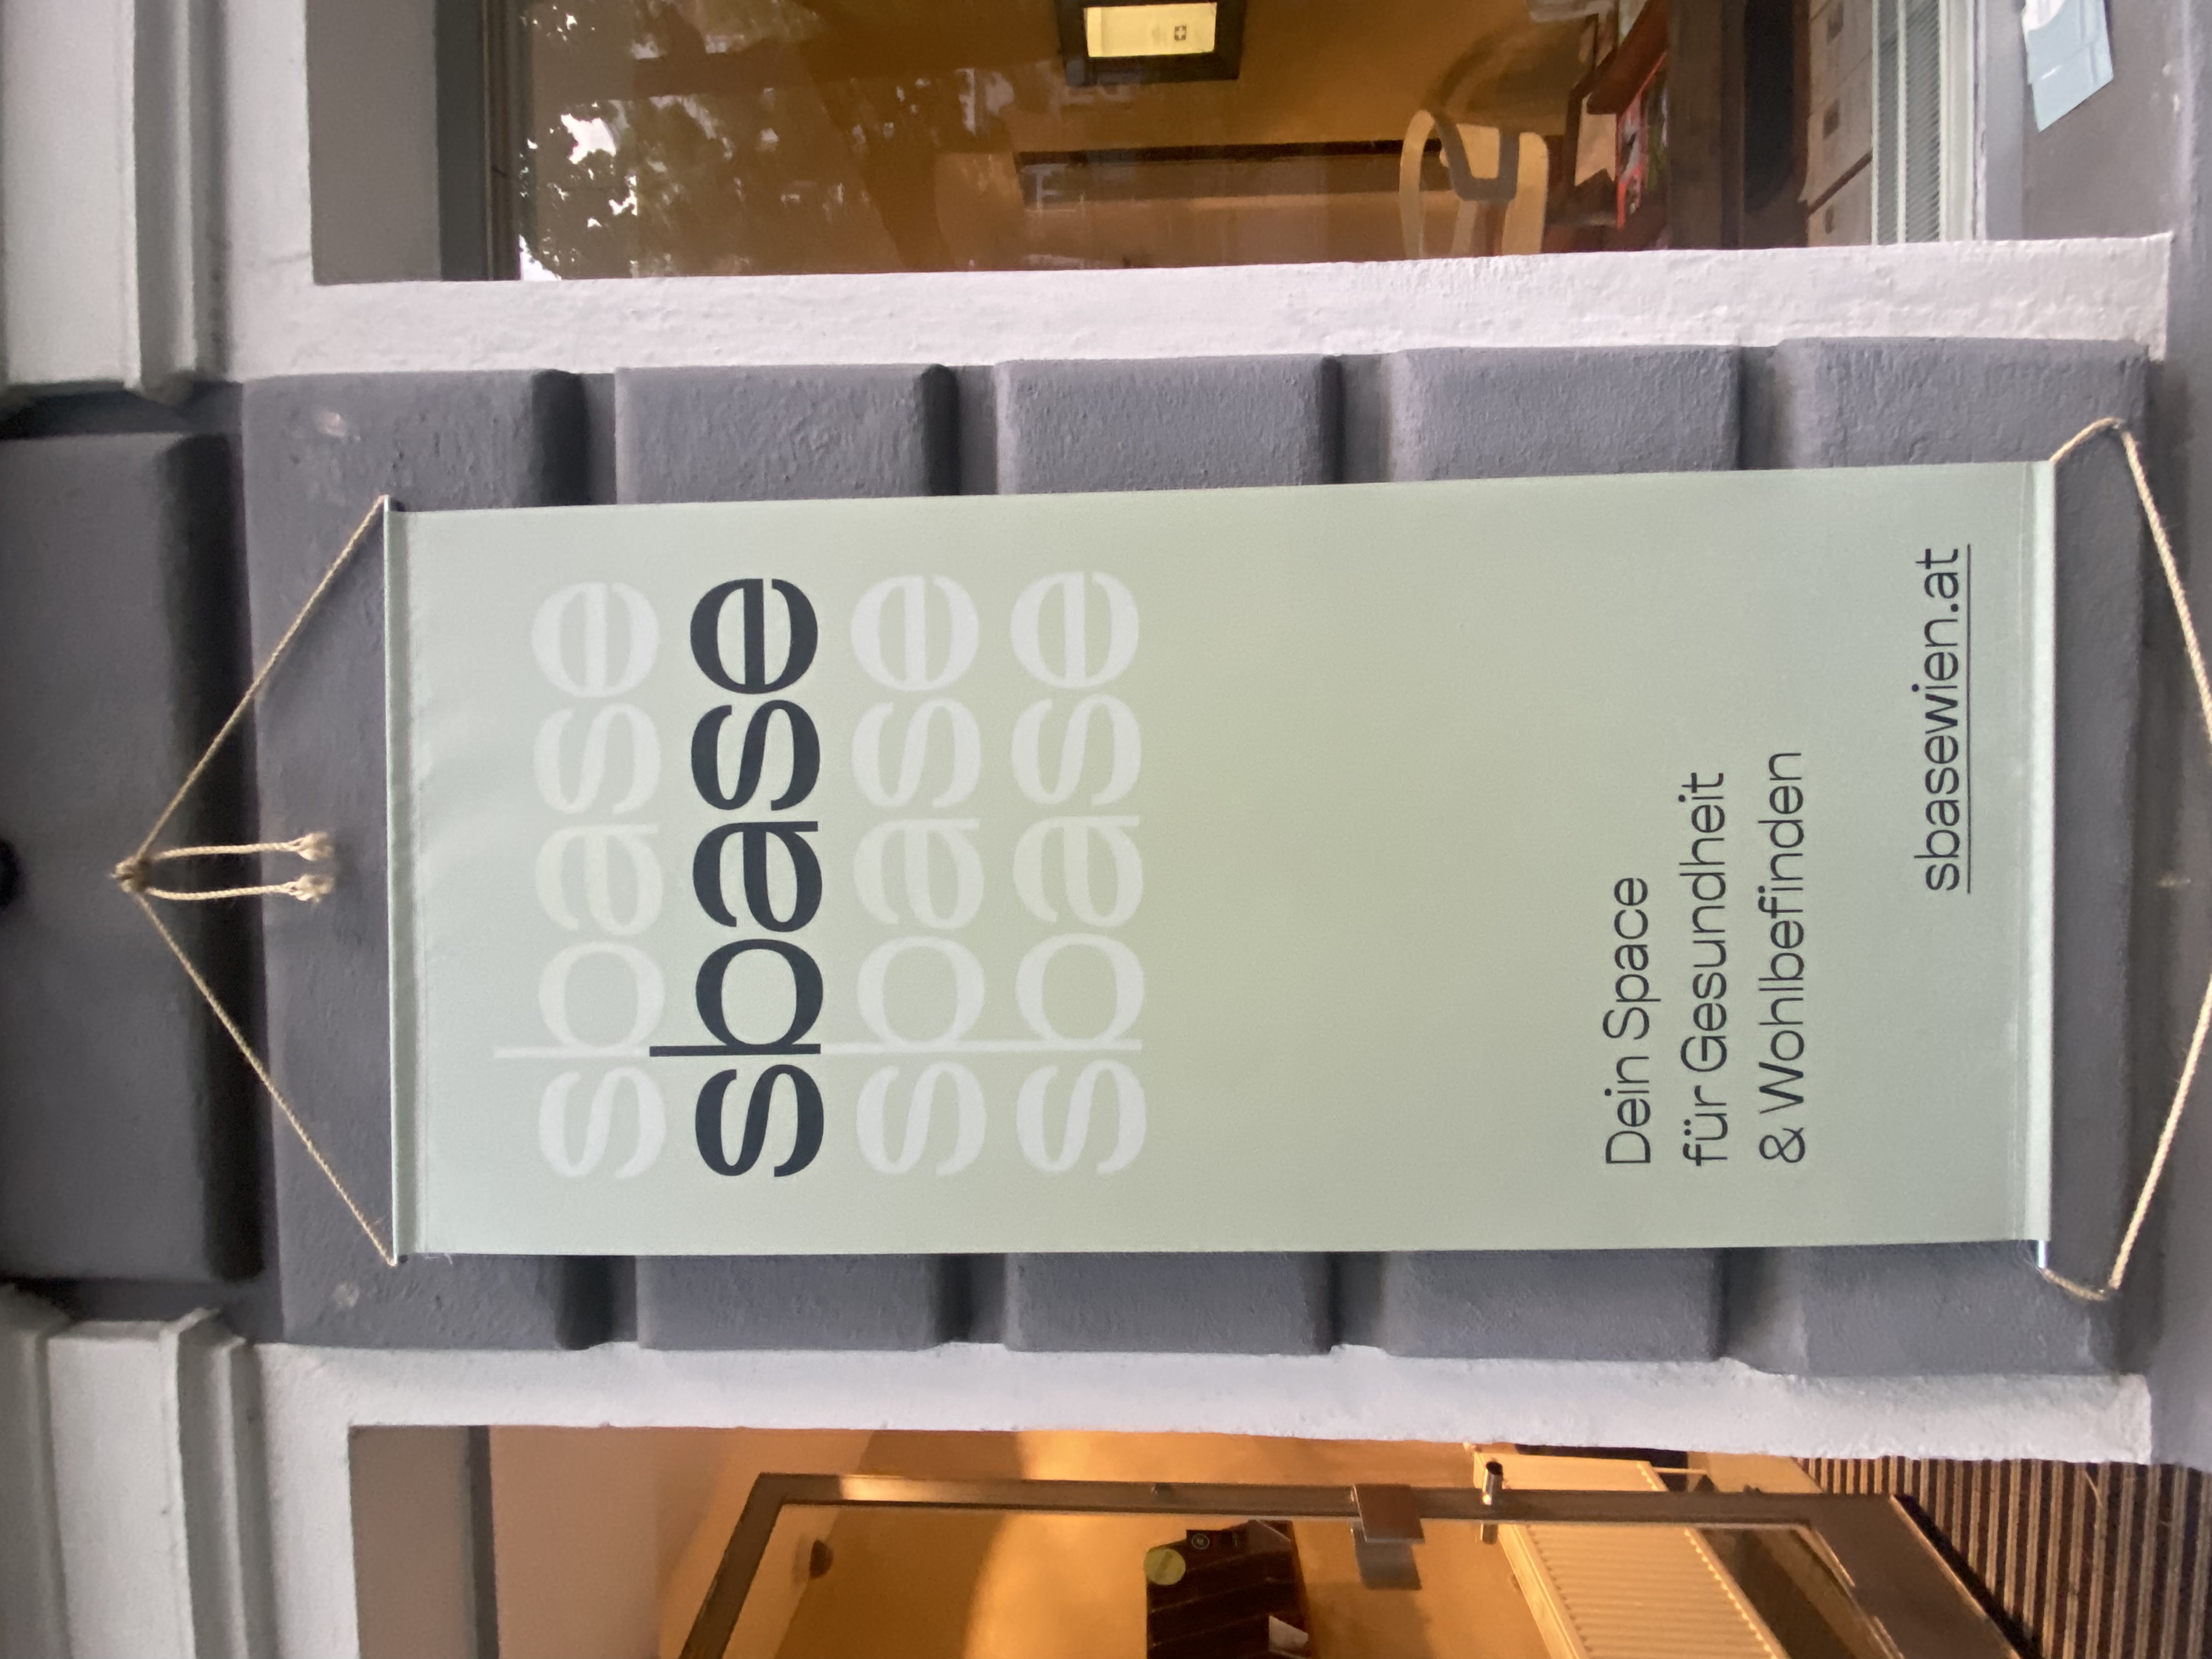 sbase
sbase
sbase
sbase
Dein Space
für Gesundheit
& Wohlbefinden
sbasewien.at